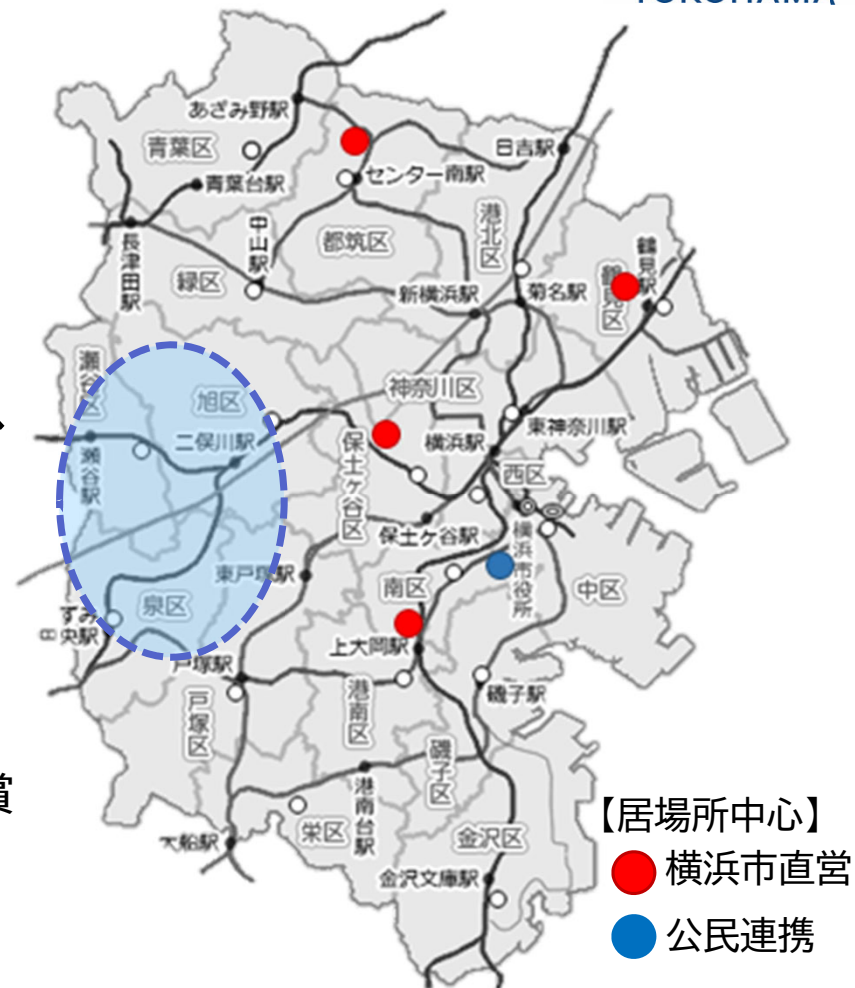 あざみ野駅
青葉区
日吉駅
青葉台駅
センター南駅
港北区
中山駅
都筑区
長津田駅
緑区
新横浜駅
菊名駅
鶴見駅
鶴見区
瀬谷区
旭区
神奈川区
二俣川駅
保土ヶ谷区
横浜駅
東神奈川駅
瀬谷駅
西区
保土ヶ谷駅
横浜市役所
東戸塚駅
南区
中区
泉区
上大岡駅
戸塚駅
磯子駅
戸塚区
港南区
磯子区
港南台駅
栄区
金沢区
大船駅
金沢文庫駅
【居場所中心】
横浜市直営
公民連携